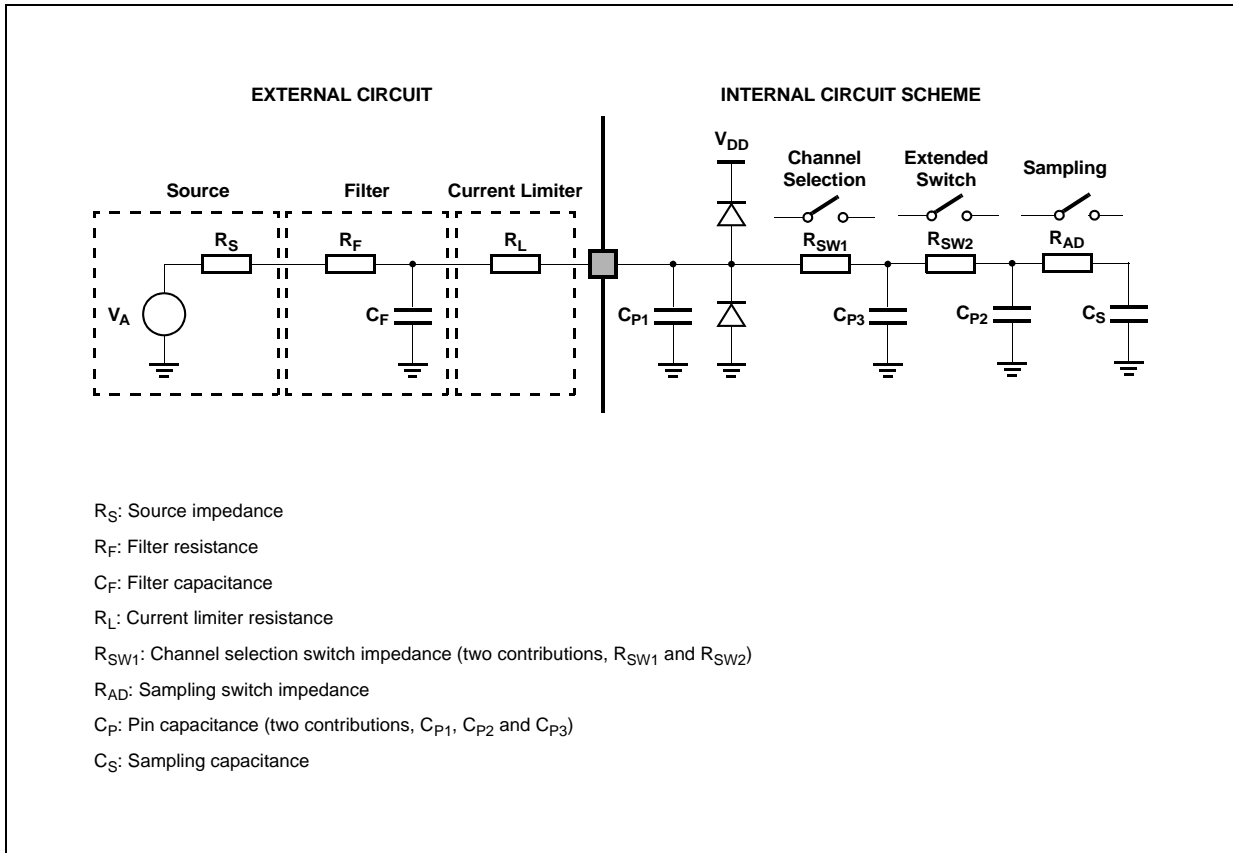 EXTERNAL CIRCUIT
INTERNAL CIRCUIT SCHEME
VDD
Channel
Selection
Extended
Switch
Sampling
Source
Filter
Current Limiter
RS
RF
RL
RSW1
RSW2
RAD
VA
CF
CP1
CP3
CP2
CS
RS: Source impedance
RF: Filter resistance
CF: Filter capacitance
RL: Current limiter resistance
RSW1: Channel selection switch impedance (two contributions, RSW1 and RSW2)
RAD: Sampling switch impedance
CP: Pin capacitance (two contributions, CP1, CP2 and CP3)
CS: Sampling capacitance